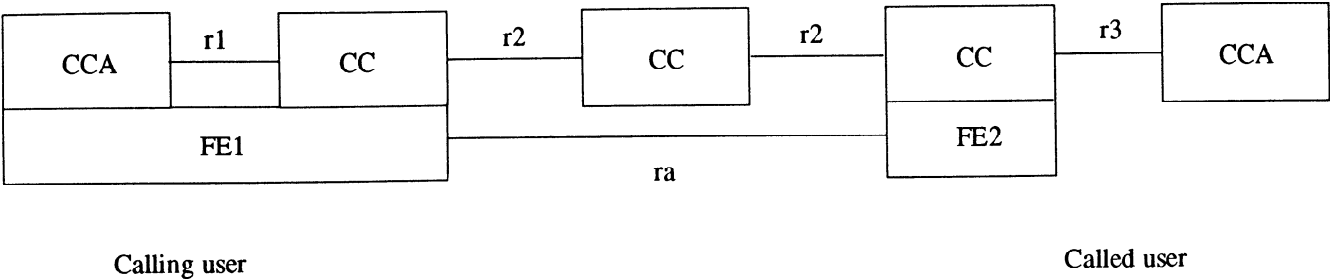 r1 r2 r2 r3
CCA CC CC CC CCA
FE1 FE2
ra
Calling user Called user